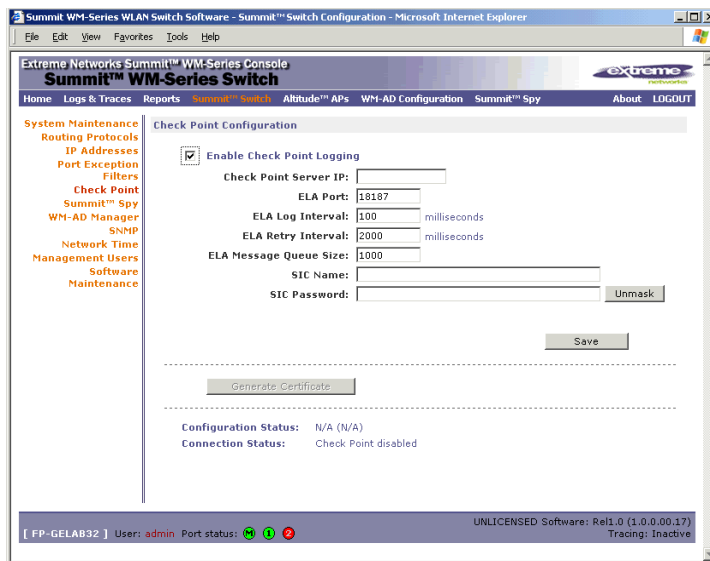 Summit WM-Series WLAN Switch Software - Summit™ Switch Configuration - Microsoft Internet Explorer
File Edit View Favorites Tools Help
Extreme Networks Summit™ WM-Series Console
Summit™ WM-Series Switch
extreme
networks
Home Logs & Traces Reports Summit™ Switch Altitude™ APs WM-AD Configuration Summit™ Spy About LOGOUT
System Maintenance
Routing Protocols
IP Addresses
Port Exception
Filters
Check Point
Summit™ Spy
WM-AD Manager
SNMP
Network Time
Management Users
Software
Maintenance
Check Point Configuration
Enable Check Point Logging
Check Point Server IP:
ELA Port: 18187
ELA Log Interval: 100 milliseconds
ELA Retry Interval: 2000 milliseconds
ELA Message Queue Size: 1000
SIC Name:
SIC Password: Unmask
Save
Generate Certificate
Configuration Status: N/A (N/A)
Connection Status: Check Point disabled
[ FP-GELAB32 ] User: admin Port status: M 1 2
UNLICENSED Software: Rel1.0 (1.0.0.00.17)
Tracing: Inactive